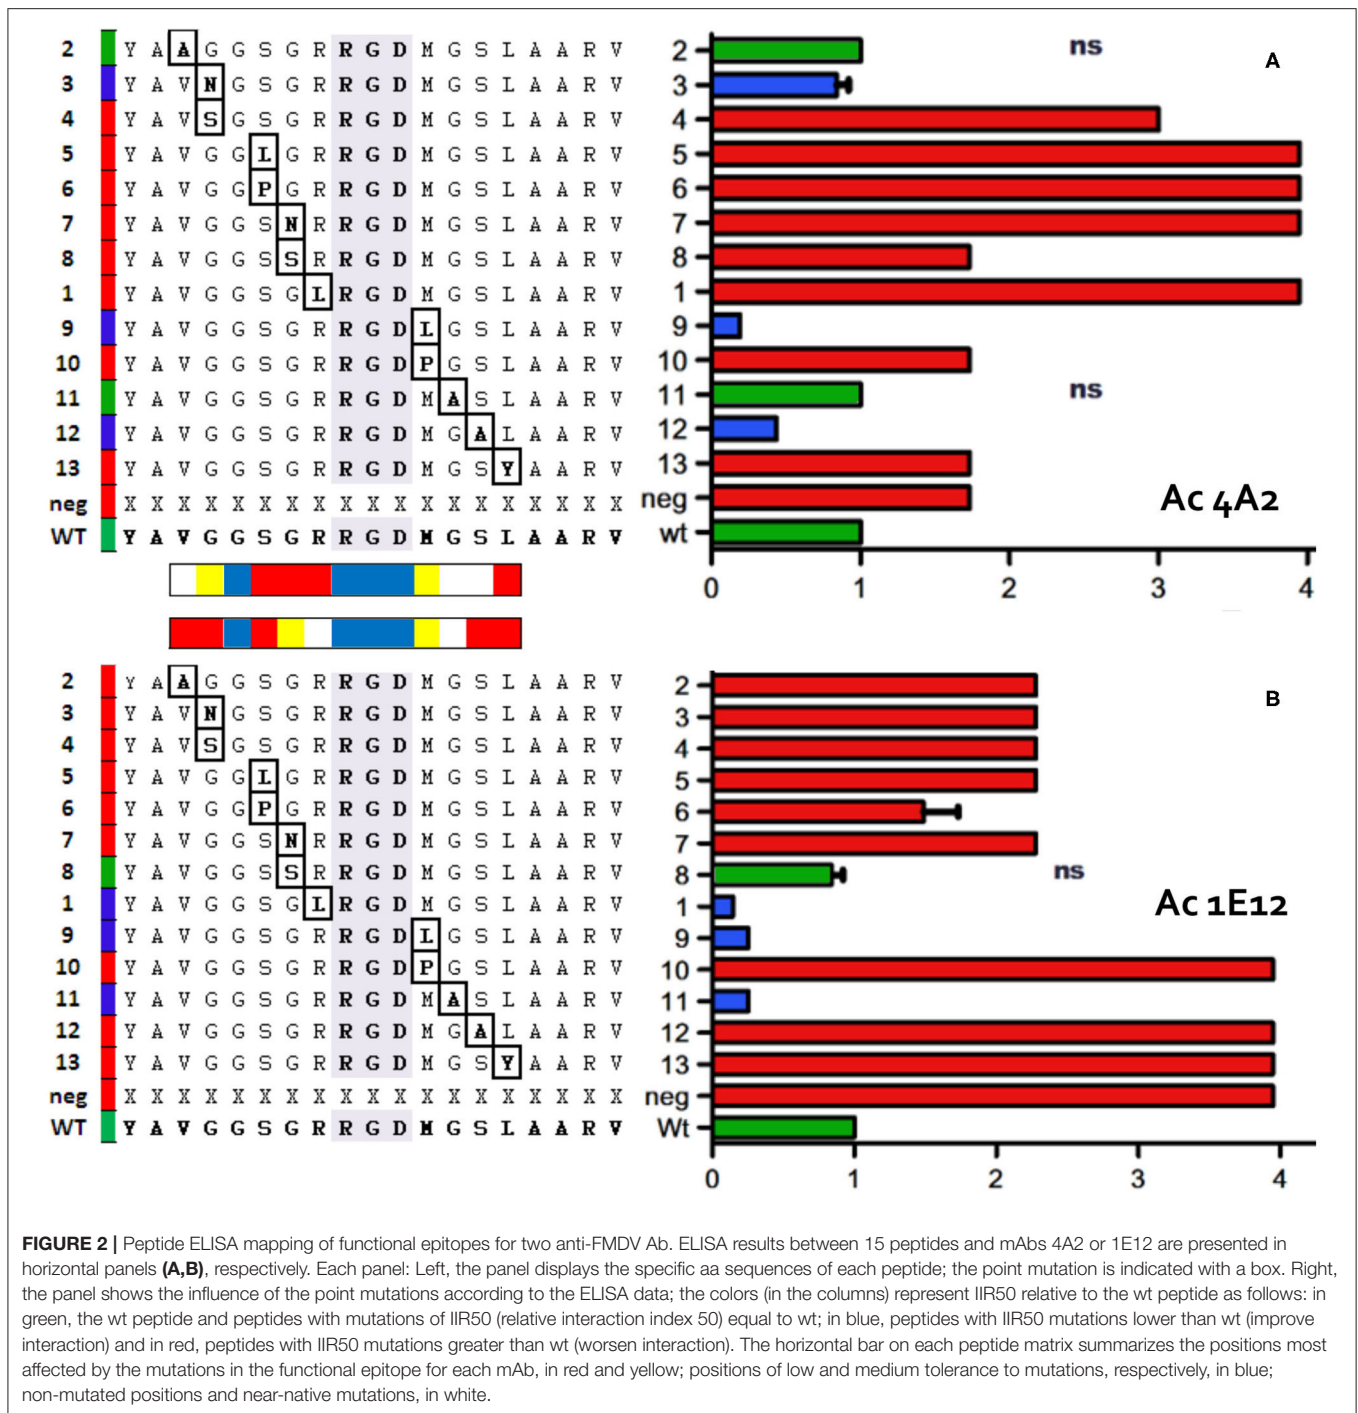 2 Y A A G G S G R R G D M G S L A A R V
3 Y A V N G S G R R G D M G S L A A R V
4 Y A V S G S G R R G D M G S L A A R V
5 Y A V G G L G R R G D M G S L A A R V
6 Y A V G G P G R R G D M G S L A A R V
7 Y A V G G S N R R G D M G S L A A R V
8 Y A V G G S S R R G D M G S L A A R V
1 Y A V G G S G L R G D M G S L A A R V
9 Y A V G G S G R R G D L G S L A A R V
10 Y A V G G S G R R G D P G S L A A R V
11 Y A V G G S G R R G D M A S L A A R V
12 Y A V G G S G R R G D M G A L A A R V
13 Y A V G G S G R R G D M G S Y A A R V
neg X X X X X X X X X X X X X X X X X X X
WT Y A V G G S G R R G D M G S L A A R V
A
2 ns
3
4
5
6
7
8
1
9
10
11 ns
12
13
neg
wt
Ac 4A2
0 1 2 3 4
2 Y A A G G S G R R G D M G S L A A R V
3 Y A V N G S G R R G D M G S L A A R V
4 Y A V S G S G R R G D M G S L A A R V
5 Y A V G G L G R R G D M G S L A A R V
6 Y A V G G P G R R G D M G S L A A R V
7 Y A V G G S N R R G D M G S L A A R V
8 Y A V G G S S R R G D M G S L A A R V
1 Y A V G G S G L R G D M G S L A A R V
9 Y A V G G S G R R G D L G S L A A R V
10 Y A V G G S G R R G D P G S L A A R V
11 Y A V G G S G R R G D M A S L A A R V
12 Y A V G G S G R R G D M G A L A A R V
13 Y A V G G S G R R G D M G S Y A A R V
neg X X X X X X X X X X X X X X X X X X X
WT Y A V G G S G R R G D M G S L A A R V
B
2
3
4
5
6
7
8 ns
1
9
10
11
12
13
neg
Wt
Ac 1E12
0 1 2 3 4
FIGURE 2 | Peptide ELISA mapping of functional epitopes for two anti-FMDV Ab. ELISA results between 15 peptides and mAbs 4A2 or 1E12 are presented in
horizontal panels (A,B), respectively. Each panel: Left, the panel displays the specific aa sequences of each peptide; the point mutation is indicated with a box. Right,
the panel shows the influence of the point mutations according to the ELISA data; the colors (in the columns) represent IIR50 relative to the wt peptide as follows: in
green, the wt peptide and peptides with mutations of IIR50 (relative interaction index 50) equal to wt; in blue, peptides with IIR50 mutations lower than wt (improve
interaction) and in red, peptides with IIR50 mutations greater than wt (worsen interaction). The horizontal bar on each peptide matrix summarizes the positions most
affected by the mutations in the functional epitope for each mAb, in red and yellow; positions of low and medium tolerance to mutations, respectively, in blue;
non-mutated positions and near-native mutations, in white.